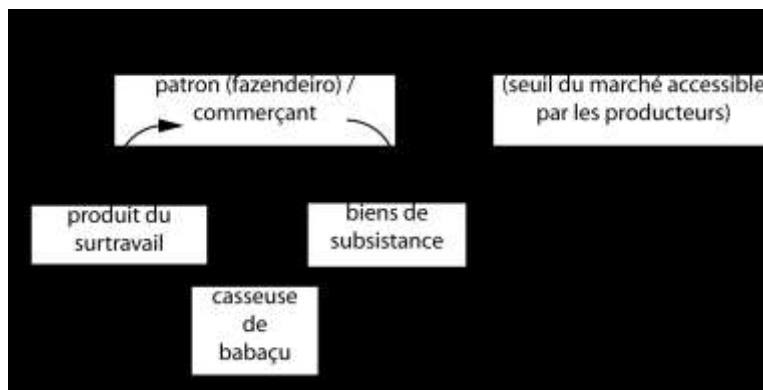 patron (fazendeiro) /
commerçant
(seuil du marché accessible
par les producteurs)
produit du
surtravail
biens de
subsistance
casseuse
de
babaçu